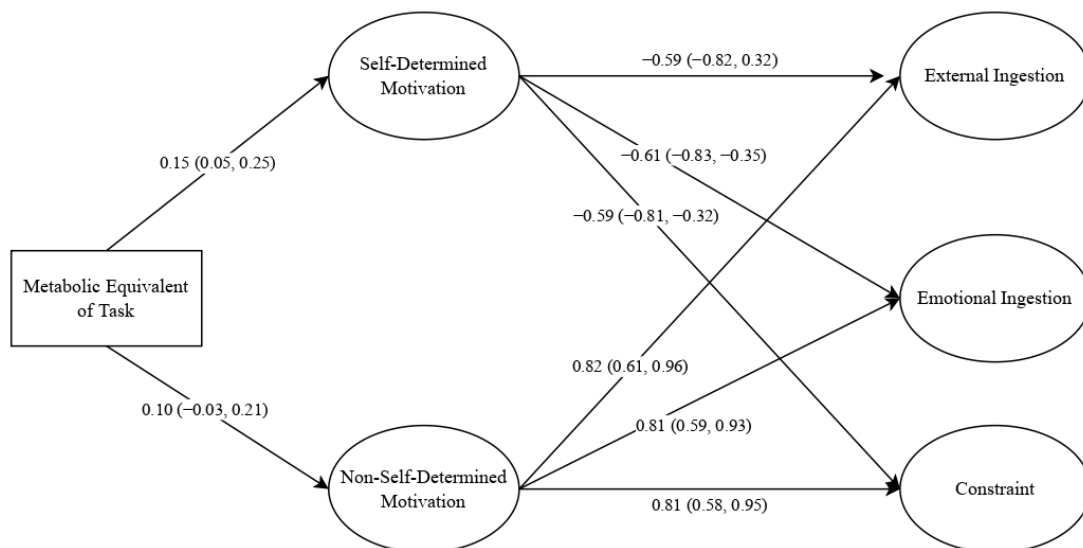 Self-Determined
Motivation
−0.59 (−0.82, 0.32)
External Ingestion
0.15 (0.05, 0.25)
−0.61 (−0.83, −0.35)
−0.59 (−0.81, −0.32)
Metabolic Equivalent
of Task
Emotional Ingestion
0.82 (0.61, 0.96)
0.10 (−0.03, 0.21)
0.81 (0.59, 0.93)
Non-Self-Determined
Motivation
0.81 (0.58, 0.95)
Constraint